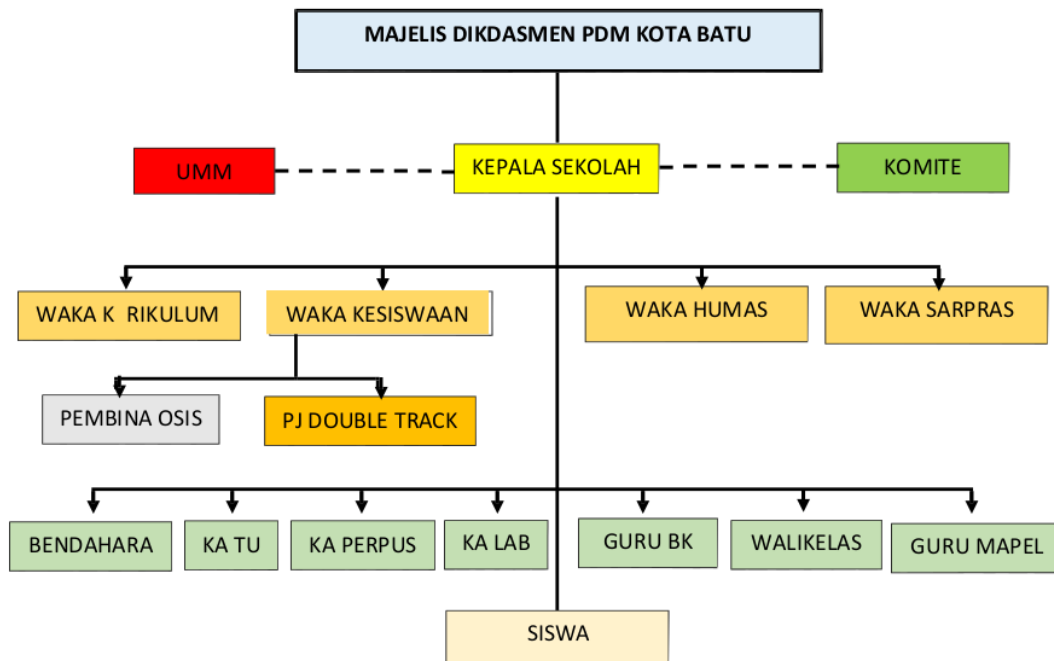 MAJELIS DIKDASMEN PDM KOTA BATU
UMM
KEPALA SEKOLAH
KOMITE
WAKA K RIKULUM
WAKA KESISWAAN
WAKA HUMAS
WAKA SARPRAS
PEMBINA OSIS
PJ DOUBLE TRACK
BENDAHARA
KA TU
KA PERPUS
KA LAB
GURU BK
WALIKELAS
GURU MAPEL
SISWA